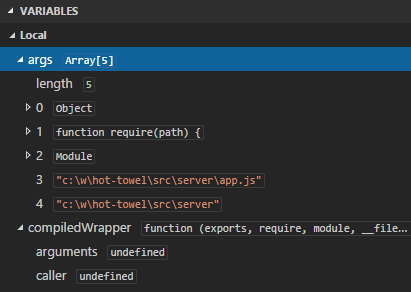 VARIABLES
Local
args Array[5]
length 5
0 Object
1 function require(path) {
2 Module
3 "c:\w\hot-towel\src\server\app.js"
4 "c:\w\hot-towel\src\server"
compiledWrapper function (exports, require, module, __file…
arguments undefined
caller undefined